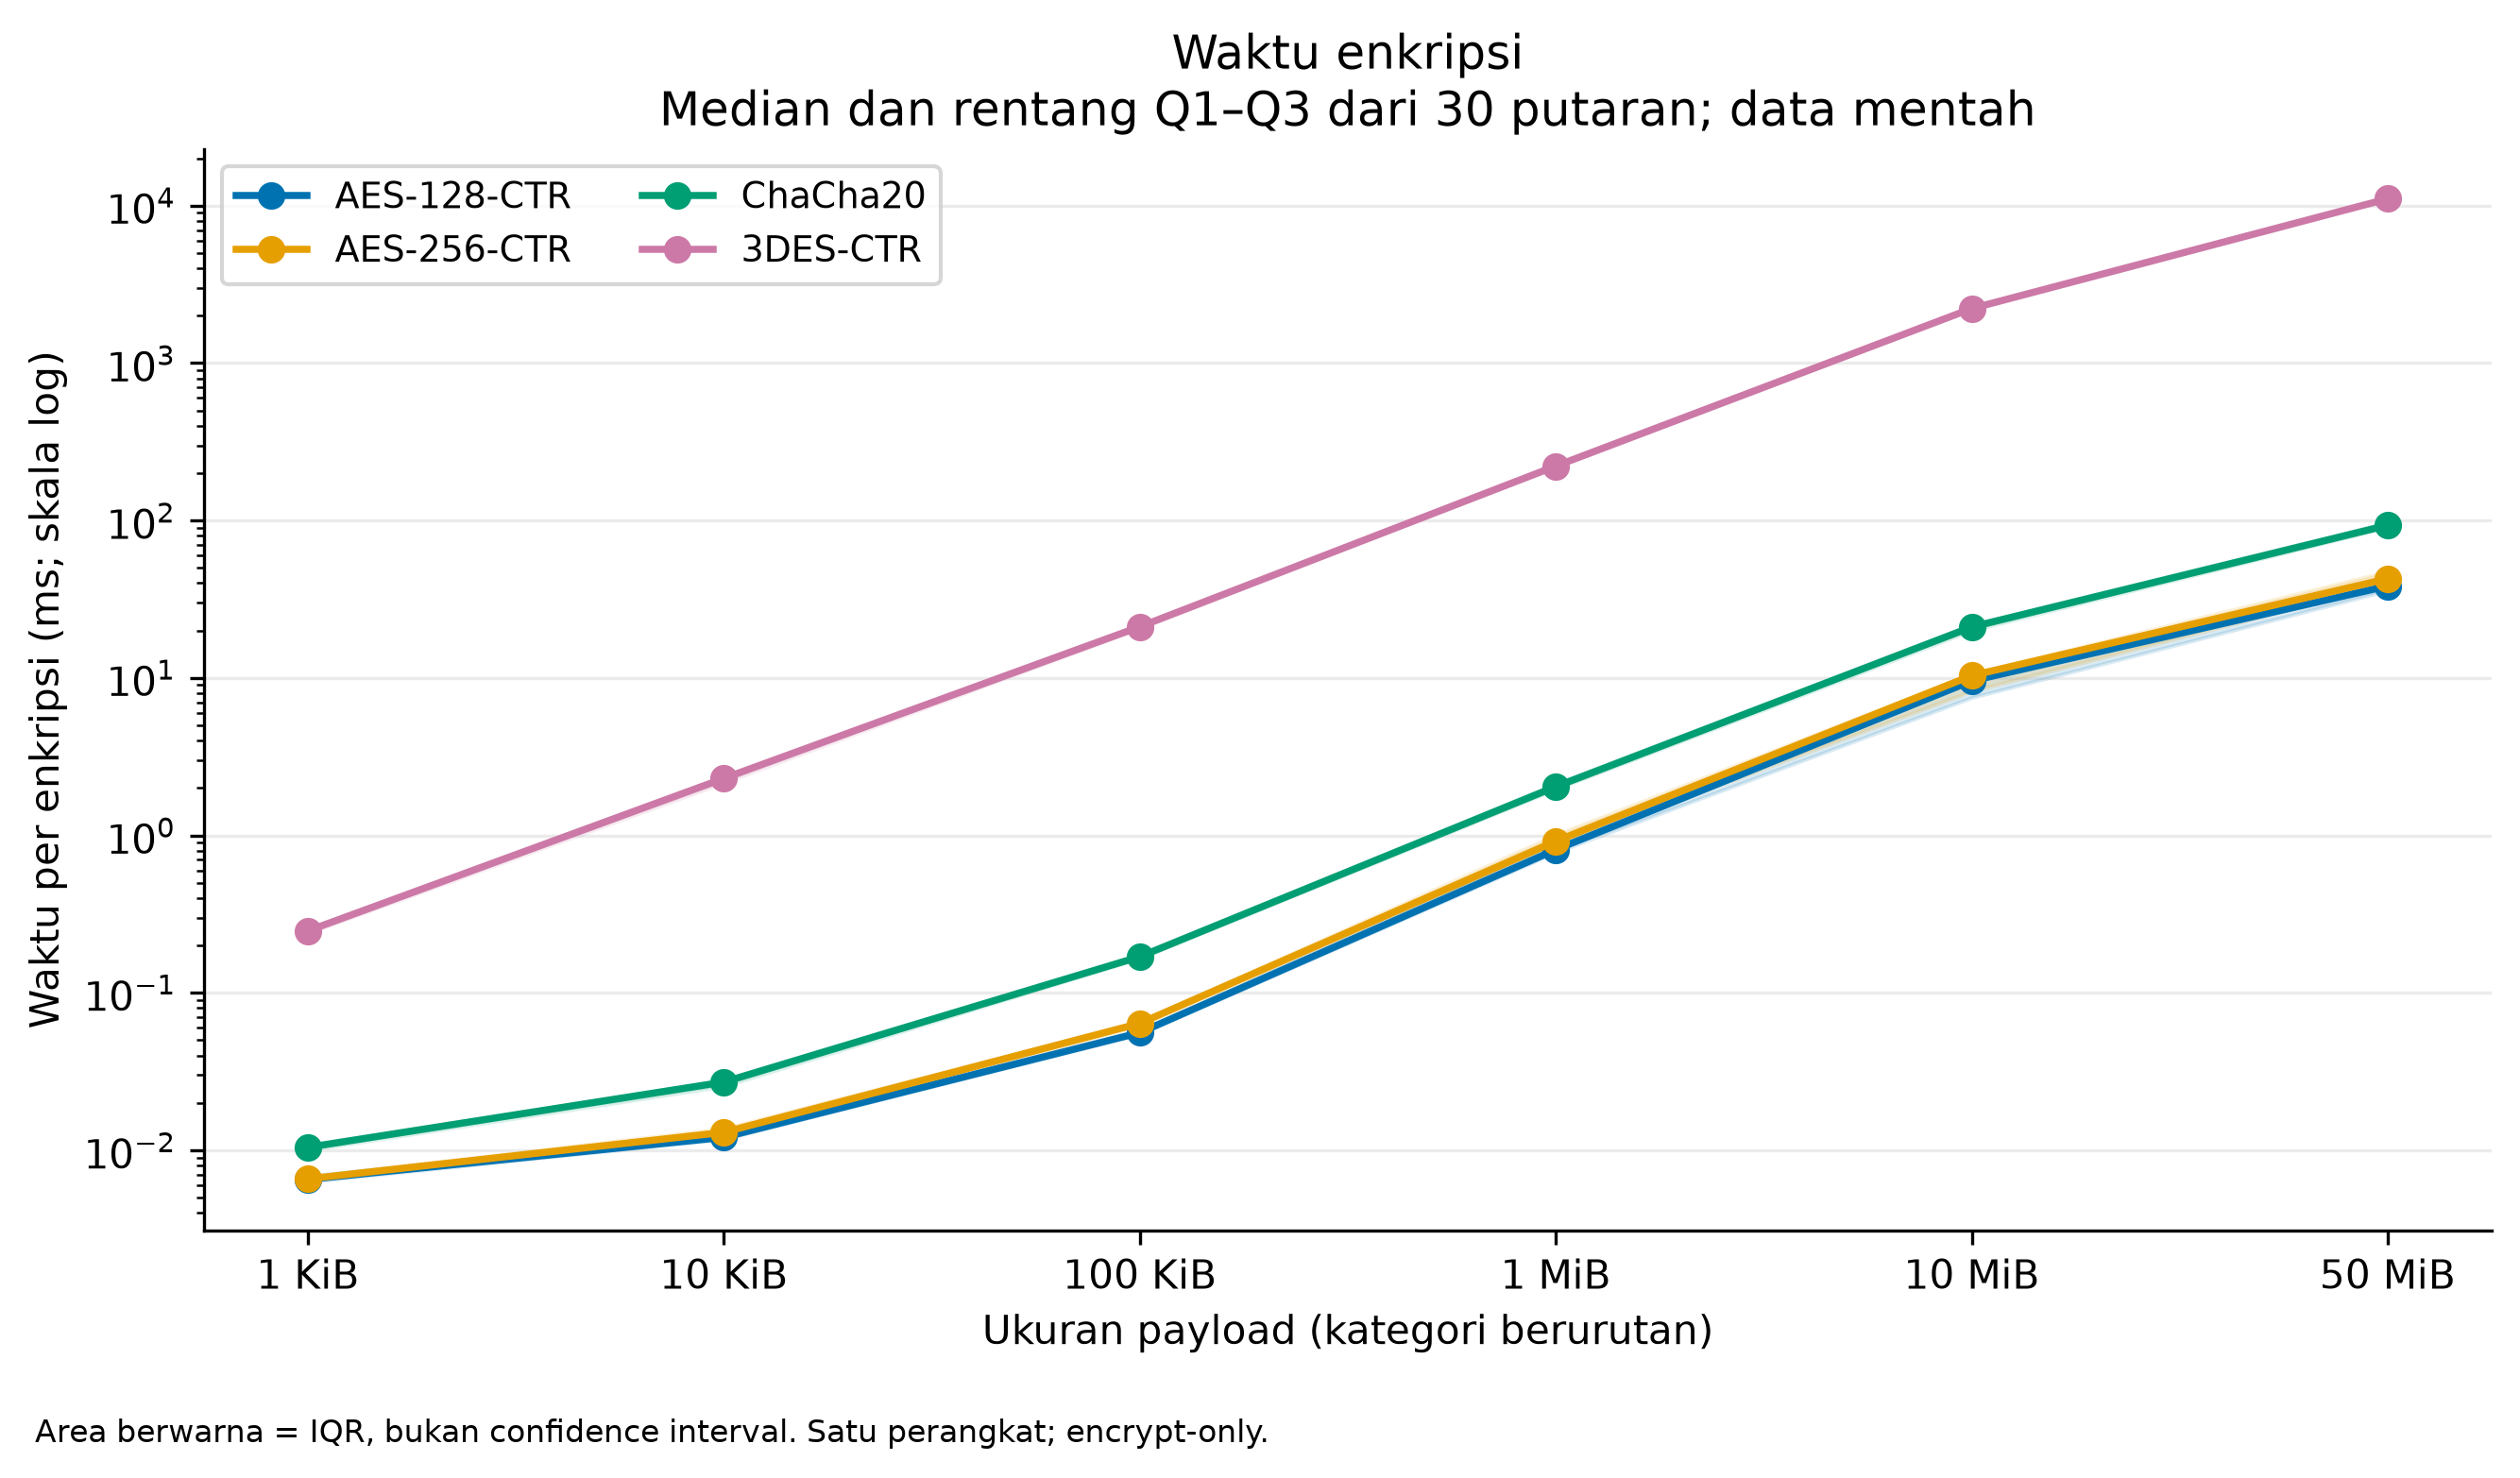 Waktu enkripsi
Median dan rentang Q1–Q3 dari 30 putaran; data mentah
AES-128-CTR
AES-256-CTR
ChaCha20
3DES-CTR
Waktu per enkripsi (ms; skala log)
10⁴
10³
10²
10¹
10⁰
10⁻¹
10⁻²
1 KiB
10 KiB
100 KiB
1 MiB
10 MiB
50 MiB
Ukuran payload (kategori berurutan)
Area berwarna = IQR, bukan confidence interval. Satu perangkat; encrypt-only.